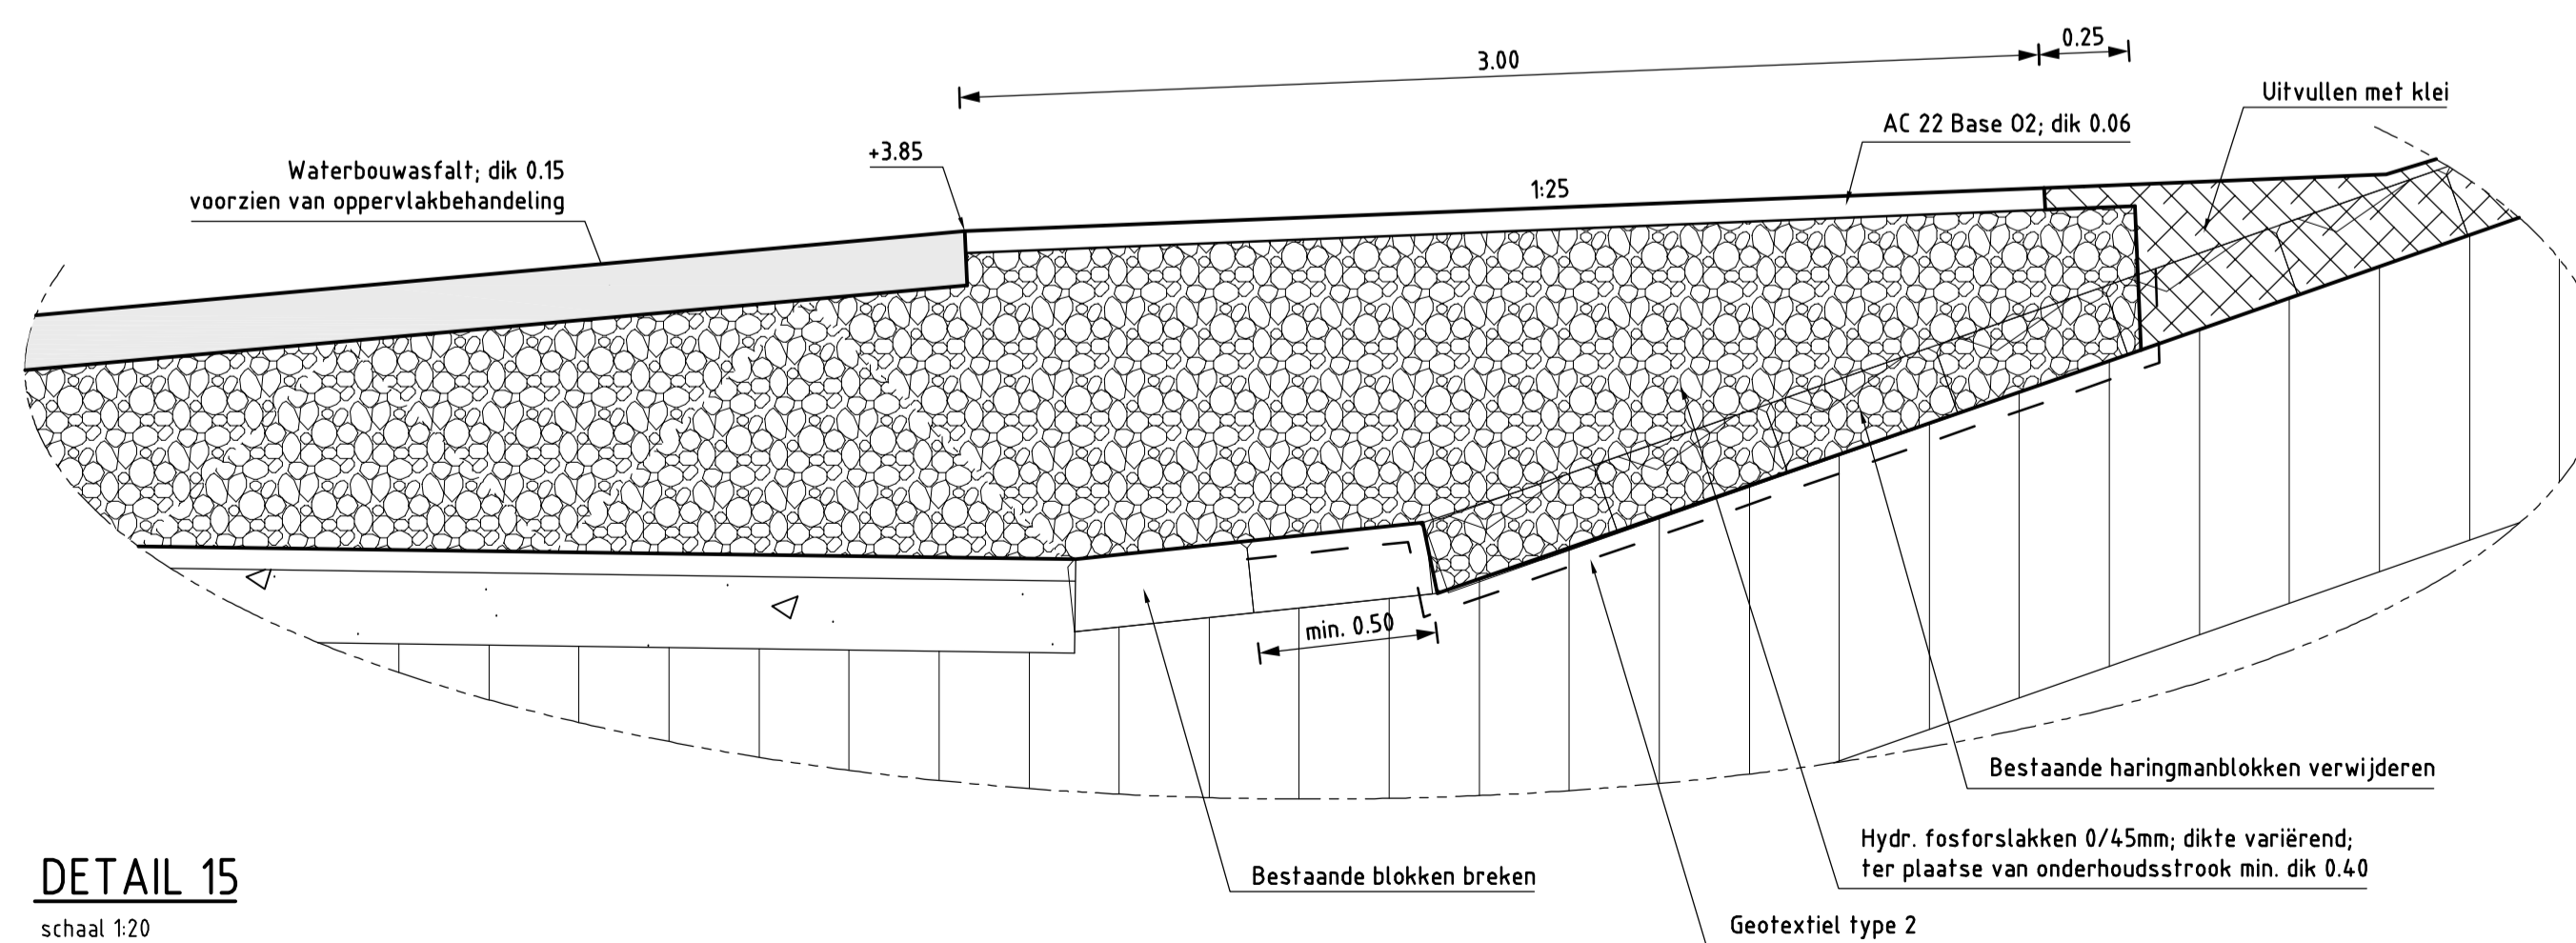 3.00
0.25
Uitvullen met klei
AC 22 Base O2; dik 0.06
+3.85
Waterbouwasfalt; dik 0.15
voorzien van oppervlakbehandeling
1:25
min. 0.50
Bestaande haringmanblokken verwijderen
Hydr. fosforslakken 0/45mm; dikte variërend;
ter plaatse van onderhoudsstrook min. dik 0.40
Bestaande blokken breken
Geotextiel type 2
DETAIL 15
schaal 1:20